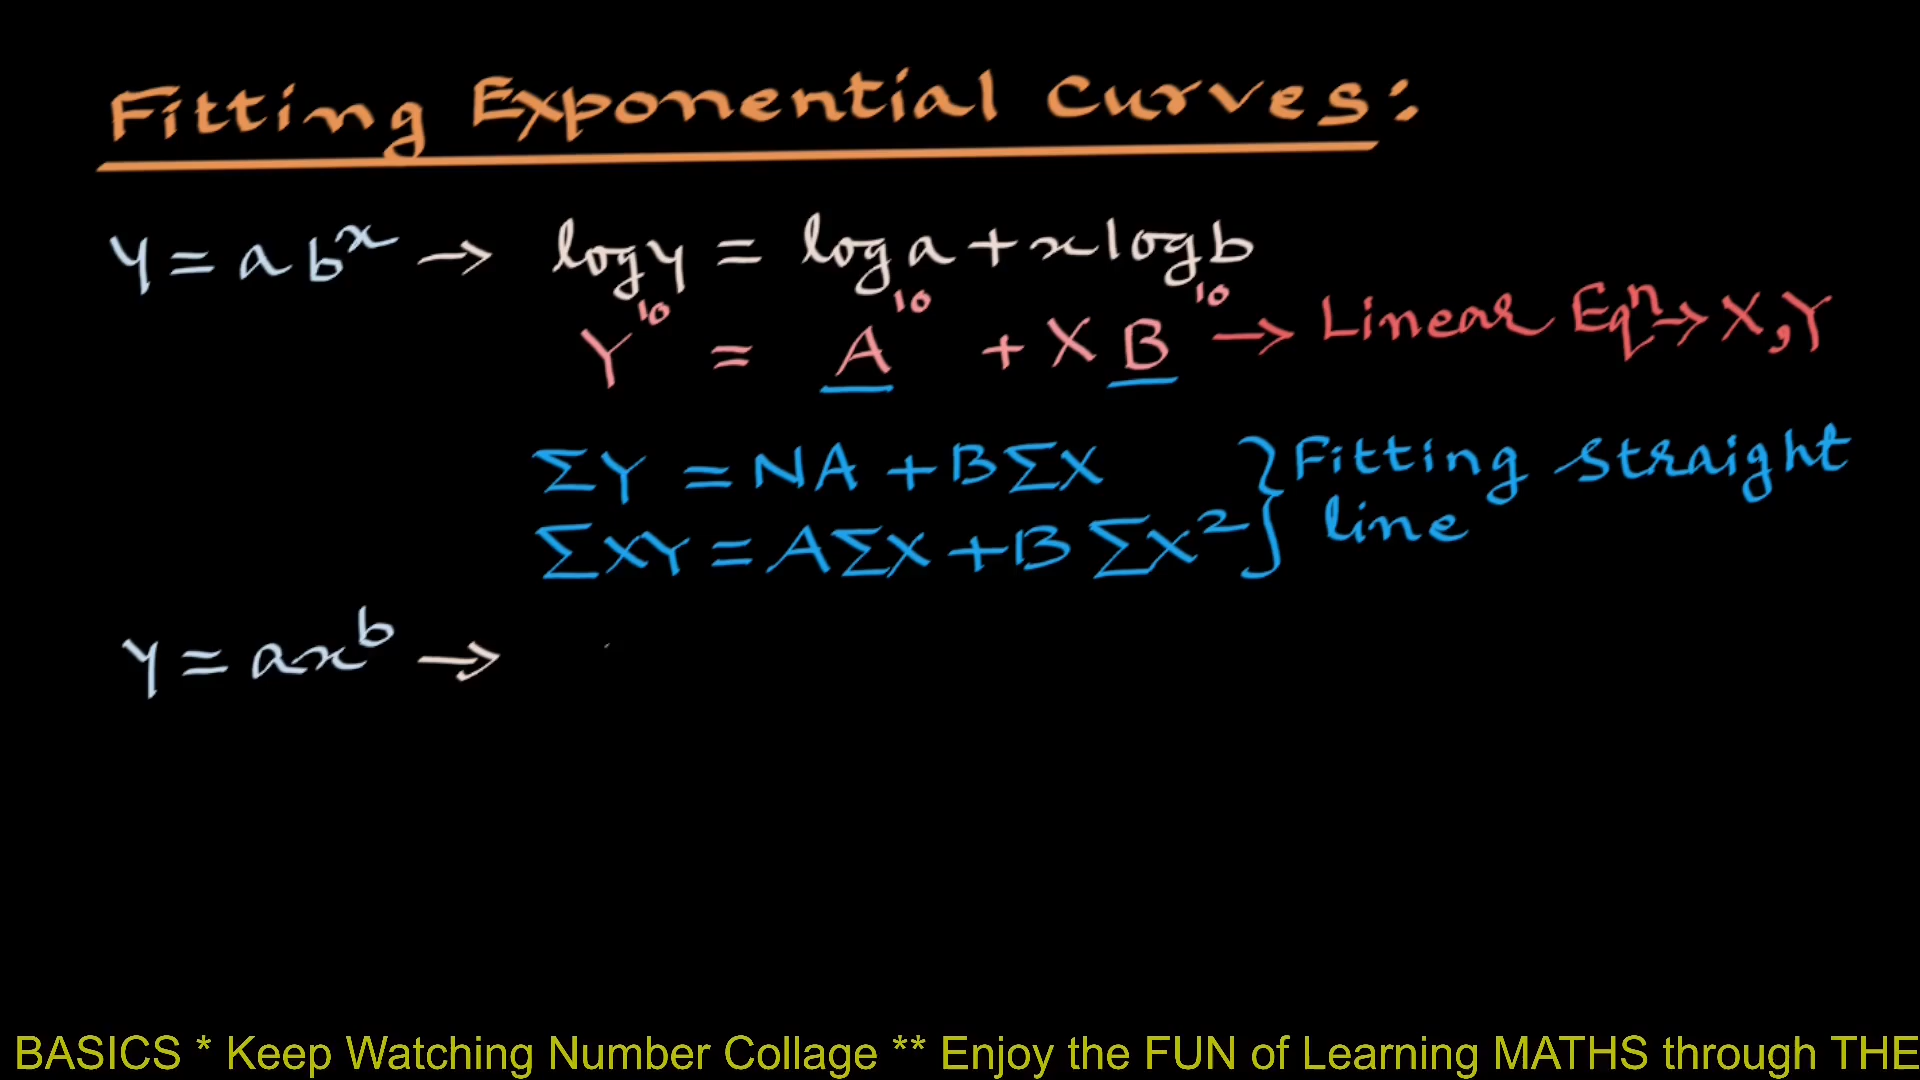 Fitting Exponential Curves:
y = ab^x → log y = log a + x log b
10 10 10
Y = A + X B → Linear Eqn → X, Y
ΣY = NA + BΣX } Fitting straight
ΣXY = AΣX + BΣX² line
y = ax^b →
BASICS * Keep Watching Number Collage ** Enjoy the FUN of Learning MATHS through THE